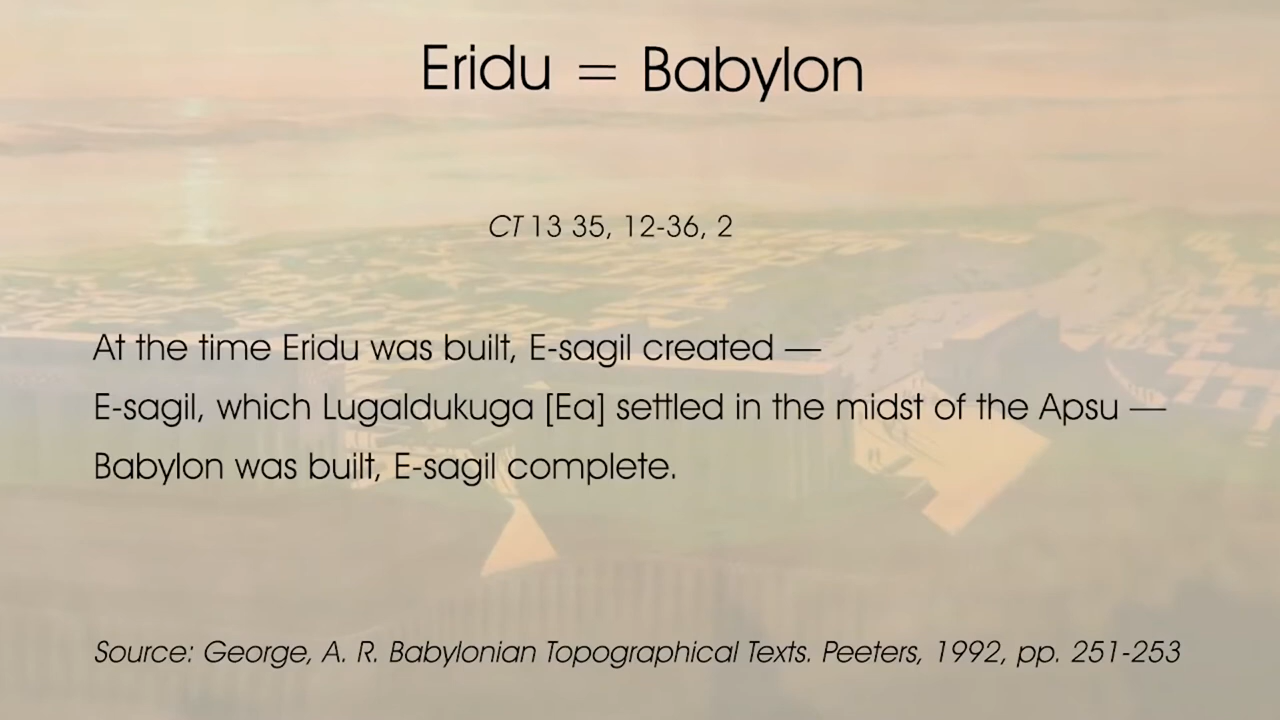 Eridu = Babylon
CT 13 35, 12-36, 2
At the time Eridu was built, E-sagil created —
E-sagil, which Lugaldukuga [Ea] settled in the midst of the Apsu —
Babylon was built, E-sagil complete.
Source: George, A. R. Babylonian Topographical Texts. Peeters, 1992, pp. 251-253